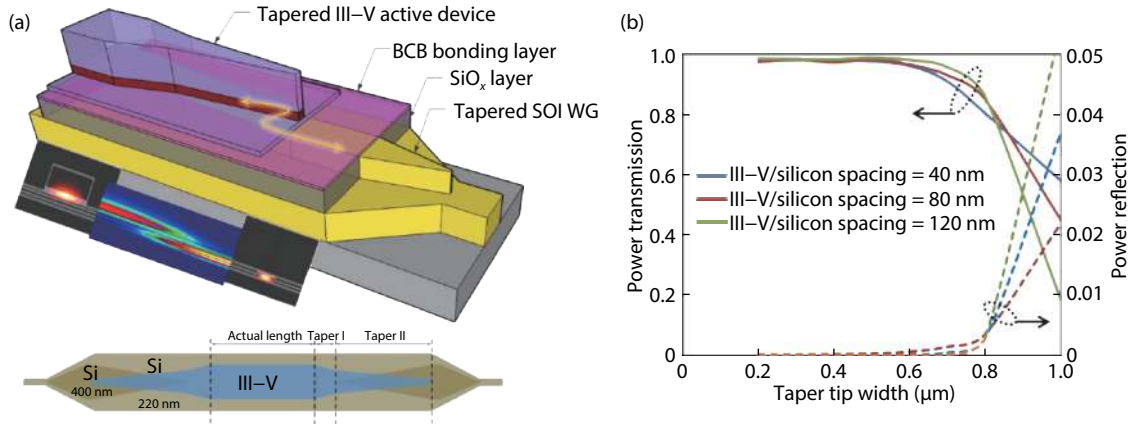 (a)
Tapered III–V active device
BCB bonding layer
SiOx layer
Tapered SOI WG
Actual length
Taper I
Taper II
Si
400 nm
Si
220 nm
III–V
(b)
Power transmission
1.0
0.8
0.6
0.4
0.2
0
III–V/silicon spacing = 40 nm
III–V/silicon spacing = 80 nm
III–V/silicon spacing = 120 nm
0.05
0.04
0.03
0.02
0.01
0
Power reflection
0
0.2
0.4
0.6
0.8
1.0
Taper tip width (μm)